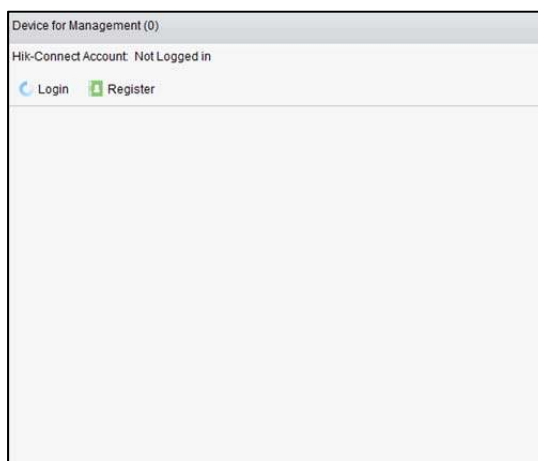 Device for Management (0)
Hik-Connect Account: Not Logged in
Login Register